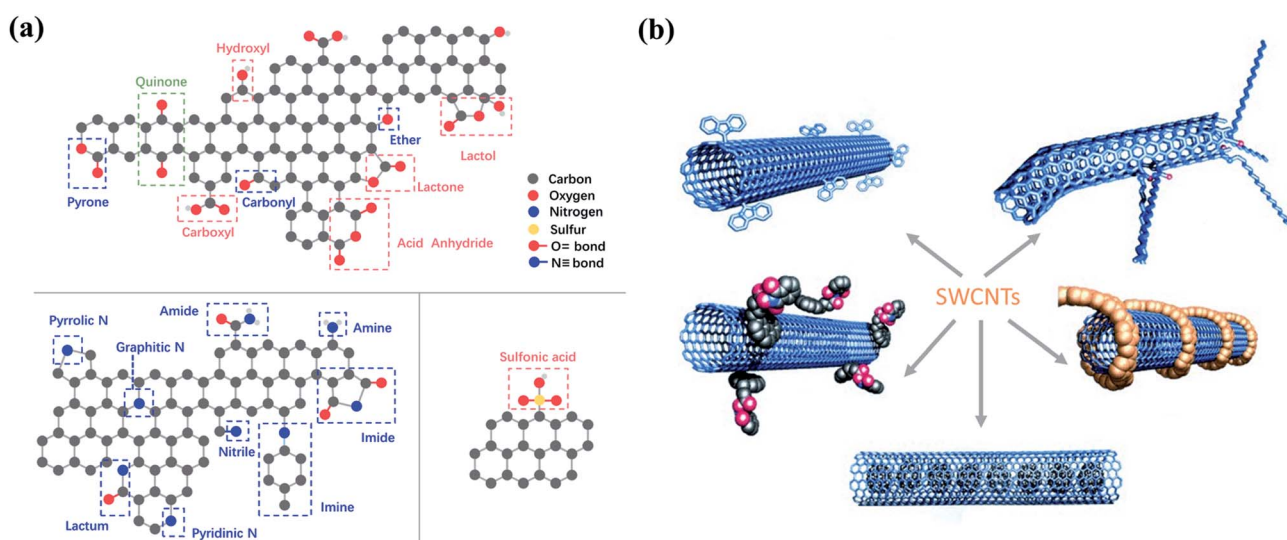 (a)
Hydroxyl
Quinone
Ether
Lactol
Lactone
Pyrone
Carbonyl
Carboxyl
Acid Anhydride
Carbon
Oxygen
Nitrogen
Sulfur
O= bond
N≡ bond
Amide
Amine
Pyrrolic N
Graphitic N
Imide
Nitrile
Imine
Lactum
Pyridinic N
Sulfonic acid
(b)
SWCNTs